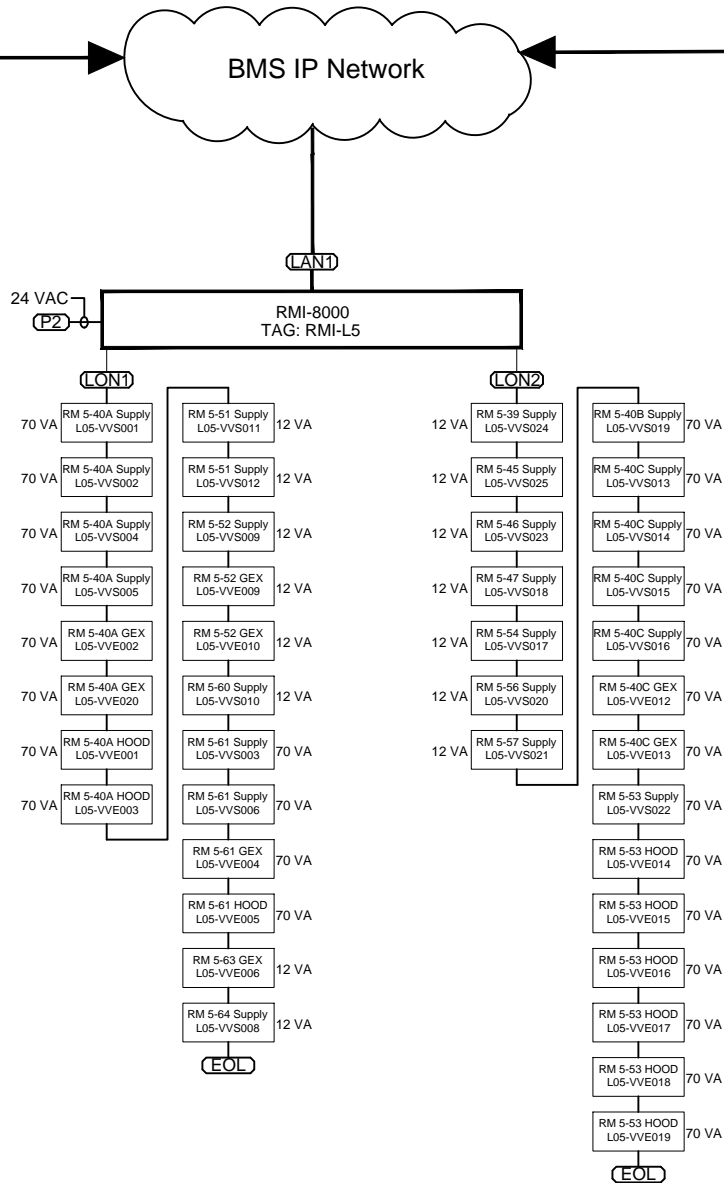 BMS IP Network
LAN1
24 VAC
P2
RMI-8000
TAG: RMI-L5
LON1
70 VA
RM 5-40A Supply
L05-VVS001
70 VA
RM 5-40A Supply
L05-VVS002
70 VA
RM 5-40A Supply
L05-VVS004
70 VA
RM 5-40A Supply
L05-VVS005
70 VA
RM 5-40A GEX
L05-VVE002
70 VA
RM 5-40A GEX
L05-VVE020
70 VA
RM 5-40A HOOD
L05-VVE001
70 VA
RM 5-40A HOOD
L05-VVE003
RM 5-51 Supply
L05-VVS011
12 VA
RM 5-51 Supply
L05-VVS012
12 VA
RM 5-52 Supply
L05-VVS009
12 VA
RM 5-52 GEX
L05-VVE009
12 VA
RM 5-52 GEX
L05-VVE010
12 VA
RM 5-60 Supply
L05-VVS010
12 VA
RM 5-61 Supply
L05-VVS003
70 VA
RM 5-61 Supply
L05-VVS006
70 VA
RM 5-61 GEX
L05-VVE004
70 VA
RM 5-61 HOOD
L05-VVE005
70 VA
RM 5-63 GEX
L05-VVE006
12 VA
RM 5-64 Supply
L05-VVS008
12 VA
EOL
LON2
12 VA
RM 5-39 Supply
L05-VVS024
12 VA
RM 5-45 Supply
L05-VVS025
12 VA
RM 5-46 Supply
L05-VVS023
12 VA
RM 5-47 Supply
L05-VVS018
12 VA
RM 5-54 Supply
L05-VVS017
12 VA
RM 5-56 Supply
L05-VVS020
12 VA
RM 5-57 Supply
L05-VVS021
RM 5-40B Supply
L05-VVS019
70 VA
RM 5-40C Supply
L05-VVS013
70 VA
RM 5-40C Supply
L05-VVS014
70 VA
RM 5-40C Supply
L05-VVS015
70 VA
RM 5-40C Supply
L05-VVS016
70 VA
RM 5-40C GEX
L05-VVE012
70 VA
RM 5-40C GEX
L05-VVE013
70 VA
RM 5-53 Supply
L05-VVS022
70 VA
RM 5-53 HOOD
L05-VVE014
70 VA
RM 5-53 HOOD
L05-VVE015
70 VA
RM 5-53 HOOD
L05-VVE016
70 VA
RM 5-53 HOOD
L05-VVE017
70 VA
RM 5-53 HOOD
L05-VVE018
70 VA
RM 5-53 HOOD
L05-VVE019
70 VA
EOL